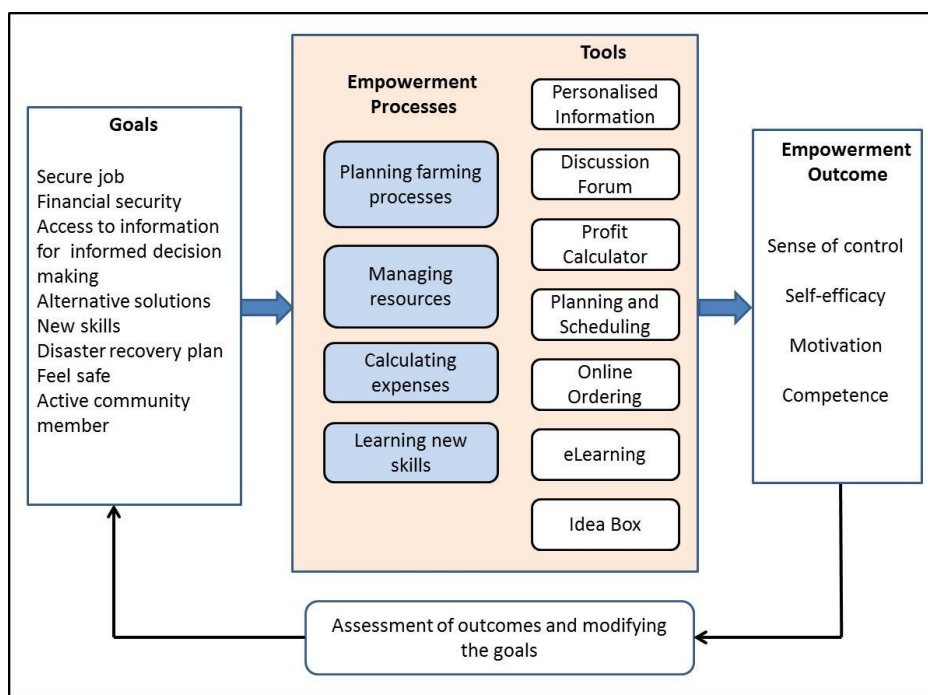 Goals
Secure job
Financial security
Access to information
for informed decision
making
Alternative solutions
New skills
Disaster recovery plan
Feel safe
Active community
member
Empowerment
Processes
Planning farming
processes
Managing
resources
Calculating
expenses
Learning new
skills
Tools
Personalised
Information
Discussion
Forum
Profit
Calculator
Planning and
Scheduling
Online
Ordering
eLearning
Idea Box
Empowerment
Outcome
Sense of control
Self-efficacy
Motivation
Competence
Assessment of outcomes and modifying
the goals